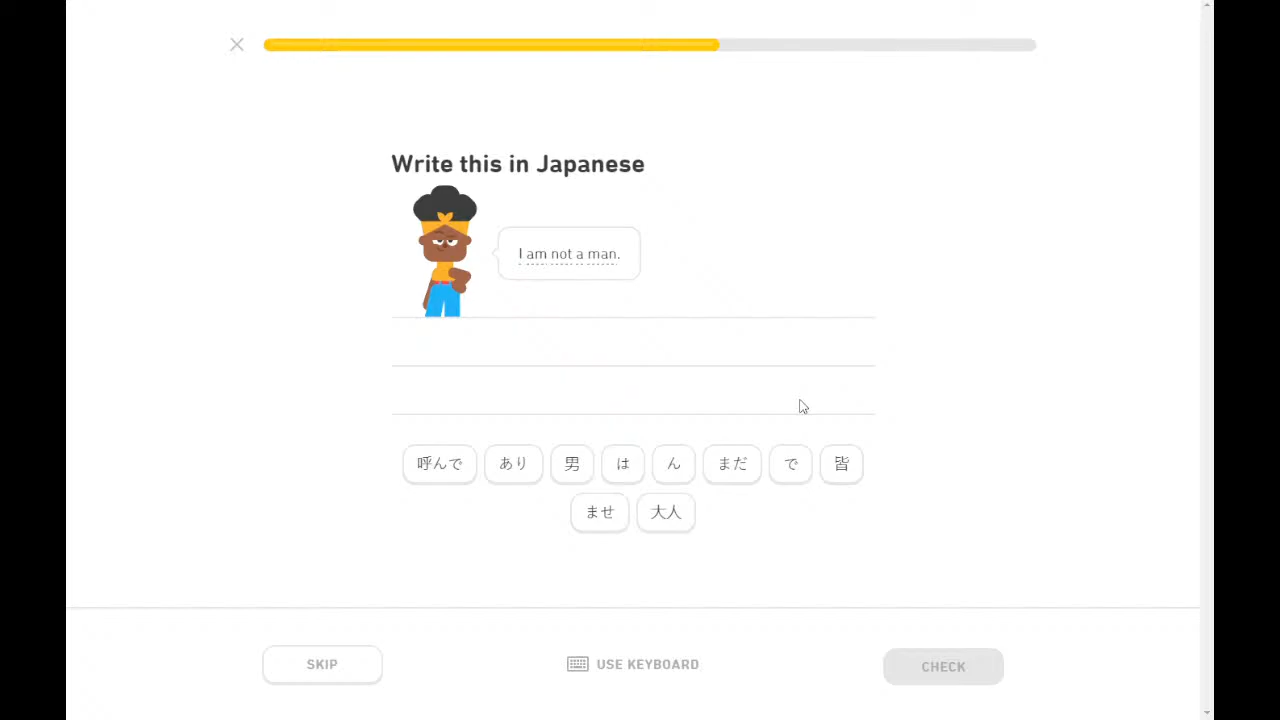 Write this in Japanese
I am not a man.
呼んで あり 男 は ん まだ で 皆
ませ 大人
SKIP USE KEYBOARD CHECK